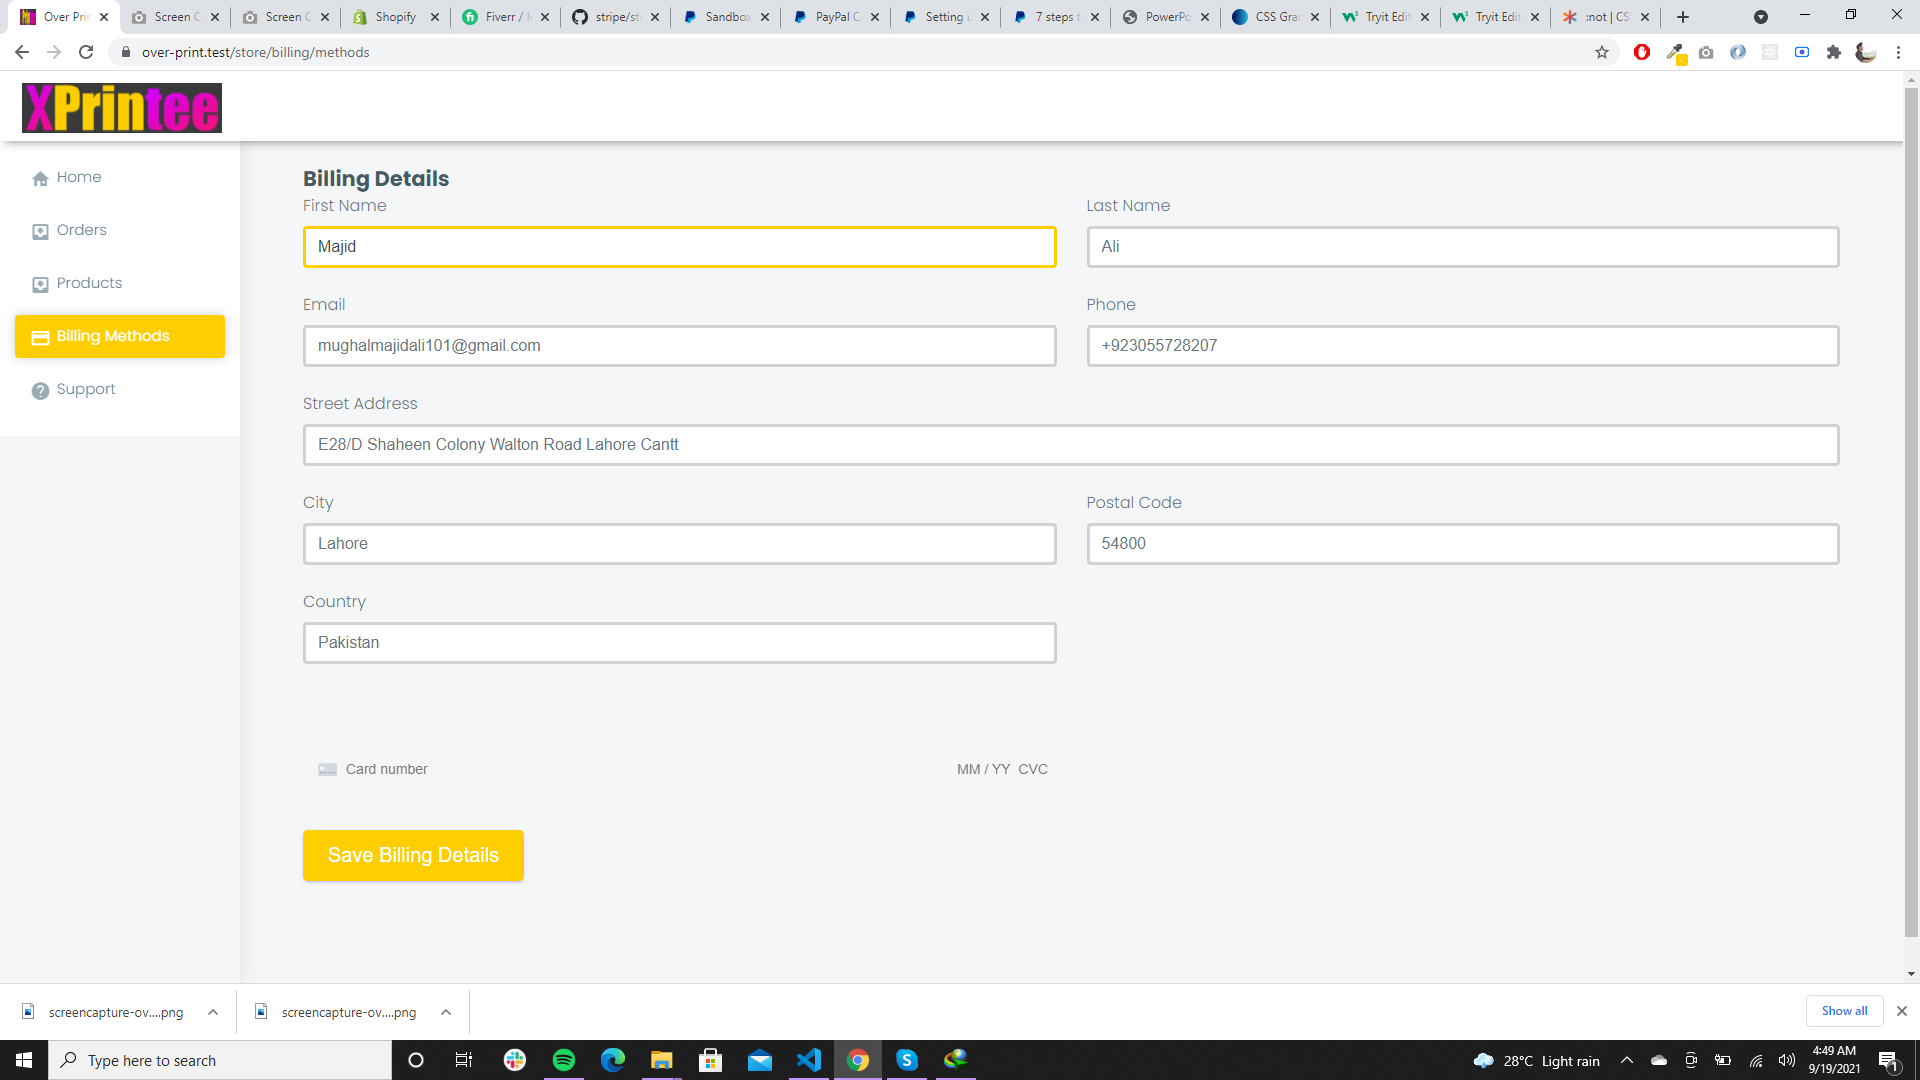 Over Prin
Screen C
Screen C
Shopify
Fiverr / I
stripe/st
Sandbox
PayPal C
Setting u
7 steps t
PowerPo
CSS Grad
Tryit Edit
Tryit Edit
:not | CS
over-print.test/store/billing/methods
XPrintee
Home
Orders
Products
Billing Methods
Support
Billing Details
First Name
Last Name
Majid
Ali
Email
Phone
mughalmajidali101@gmail.com
+923055728207
Street Address
E28/D Shaheen Colony Walton Road Lahore Cantt
City
Postal Code
Lahore
54800
Country
Pakistan
Card number
MM / YY CVC
Save Billing Details
screencapture-ov....png
screencapture-ov....png
Show all
Type here to search
28°C Light rain
4:49 AM
9/19/2021
1